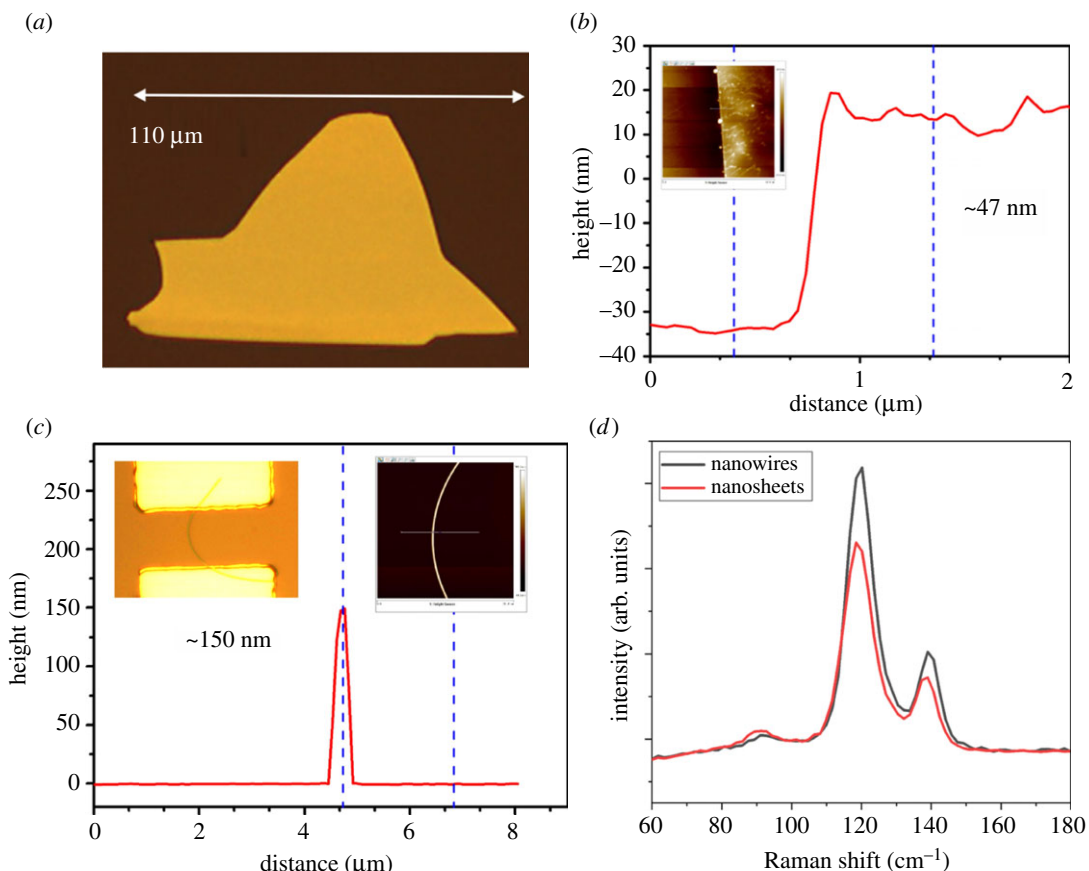 (a)
110 μm
(b)
30
20
10
0
−10
−20
−30
−40
height (nm)
~47 nm
0
1
2
distance (μm)
(c)
250
200
150
100
50
0
height (nm)
~150 nm
0
2
4
6
8
distance (μm)
(d)
nanowires
nanosheets
intensity (arb. units)
60
80
100
120
140
160
180
Raman shift (cm⁻¹)